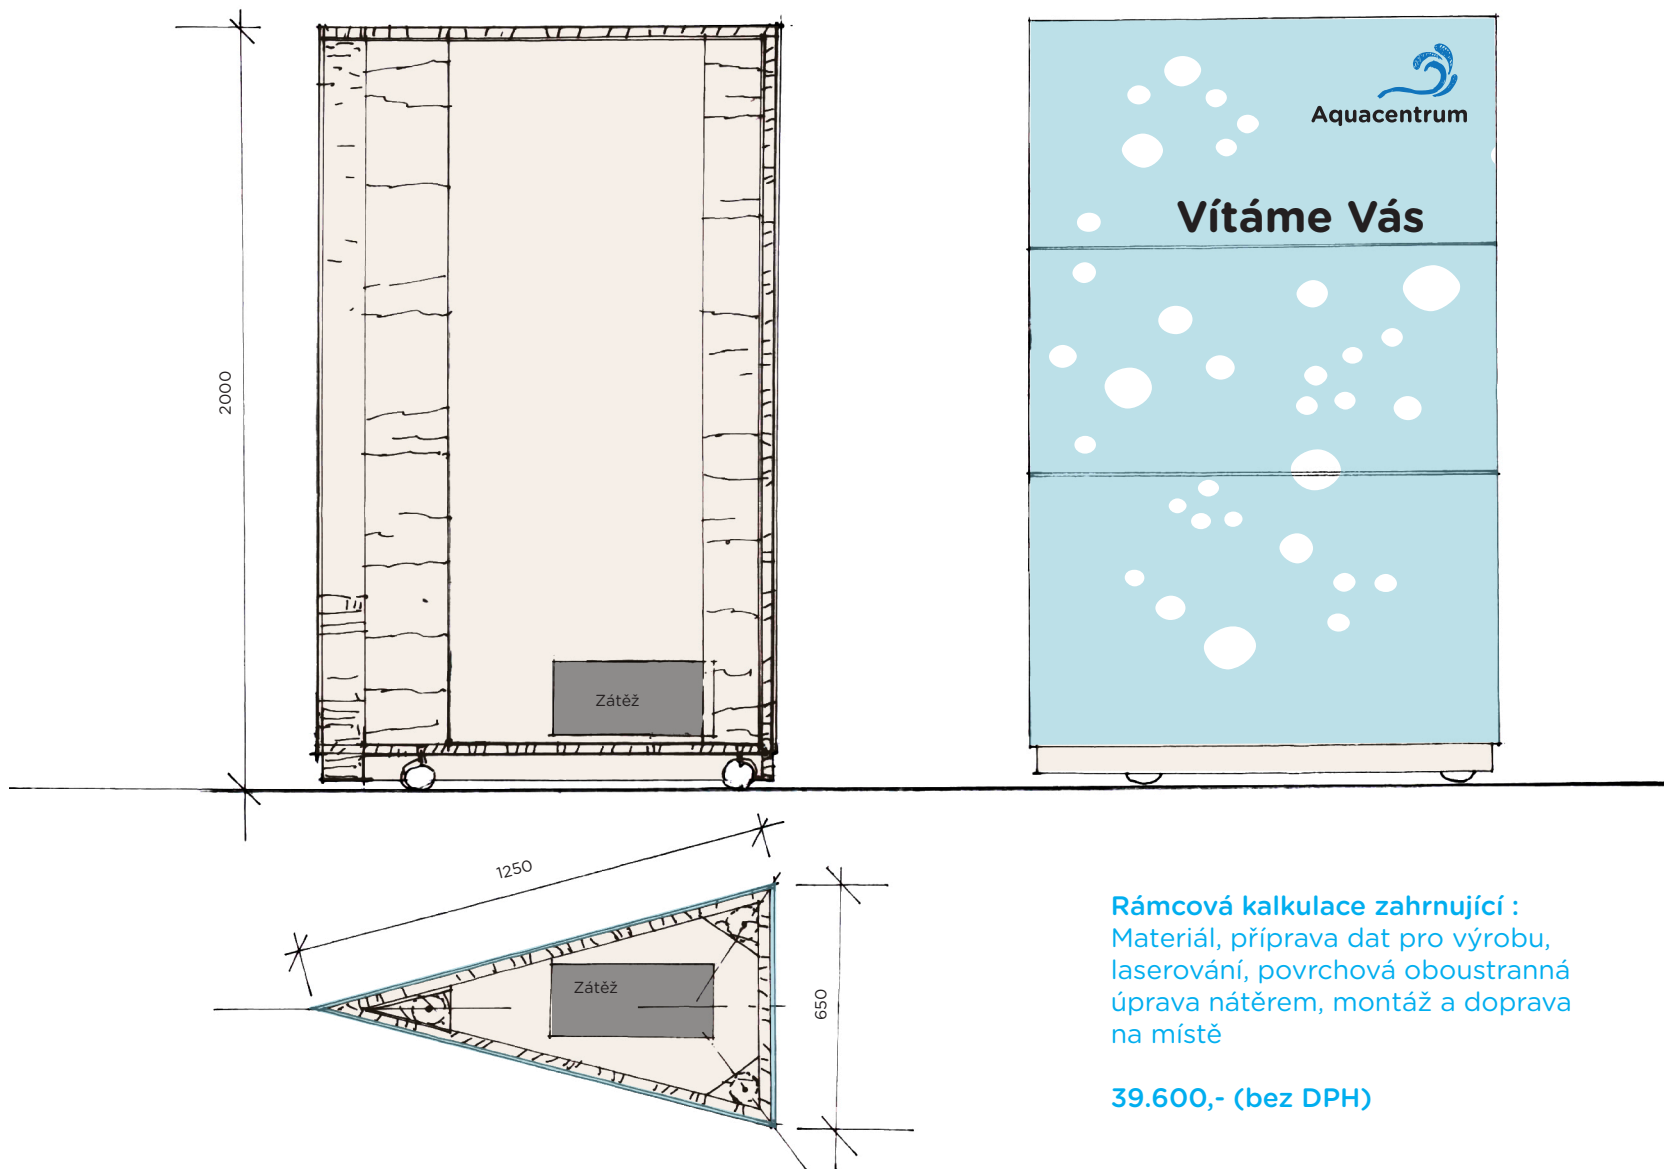 2000
Zátěž
Aquacentrum
Vítáme Vás
1250
Zátěž
650
Rámcová kalkulace zahrnující :
Materiál, příprava dat pro výrobu,
laserování, povrchová oboustranná
úprava nátěrem, montáž a doprava
na místě
39.600,- (bez DPH)